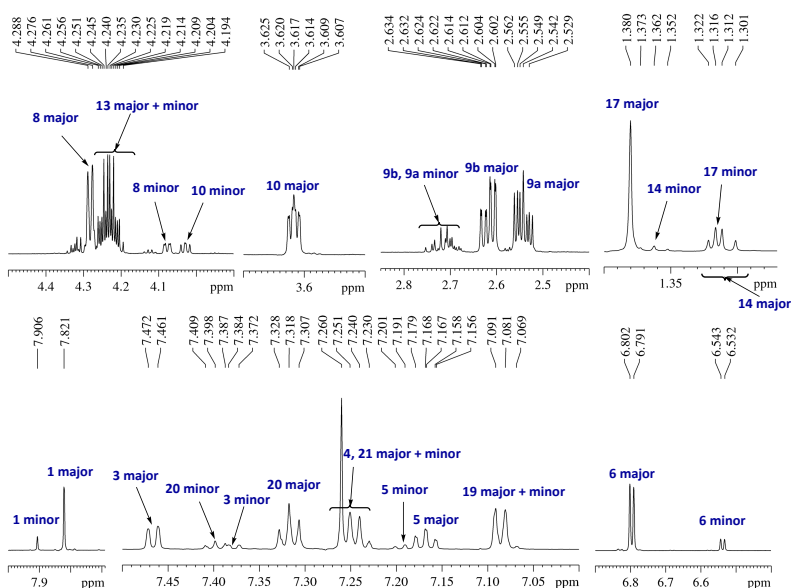 4.288 4.276 4.261 4.256 4.251 4.245 4.240 4.235 4.230 4.225 4.219 4.214 4.209 4.204 4.194
3.625 3.620 3.617 3.614 3.609 3.607
2.634 2.632 2.624 2.622 2.614 2.612 2.604 2.602 2.562 2.555 2.549 2.542 2.529
1.380 1.373 1.362 1.352
1.322 1.316 1.312 1.301
13 major + minor
17 major
8 major
9b, 9a minor
9b major
17 minor
10 major
9a major
14 minor
8 minor
10 minor
4.4 4.3 4.2 4.1 ppm
3.6 ppm
2.8 2.7 2.6 2.5 ppm
1.35 ppm
14 major
7.906 7.821
7.472 7.461 7.409 7.398 7.387 7.384 7.372 7.328 7.318 7.307 7.260 7.251 7.240 7.230 7.201 7.191 7.179 7.168 7.167 7.158 7.156 7.091 7.081 7.069
6.802 6.791
6.543 6.532
4, 21 major + minor
1 major
3 major
20 minor
20 major
5 minor
6 major
3 minor
19 major + minor
1 minor
5 major
6 minor
7.9 ppm
7.45 7.40 7.35 7.30 7.25 7.20 7.15 7.10 7.05 ppm
6.8 6.7 6.6 ppm